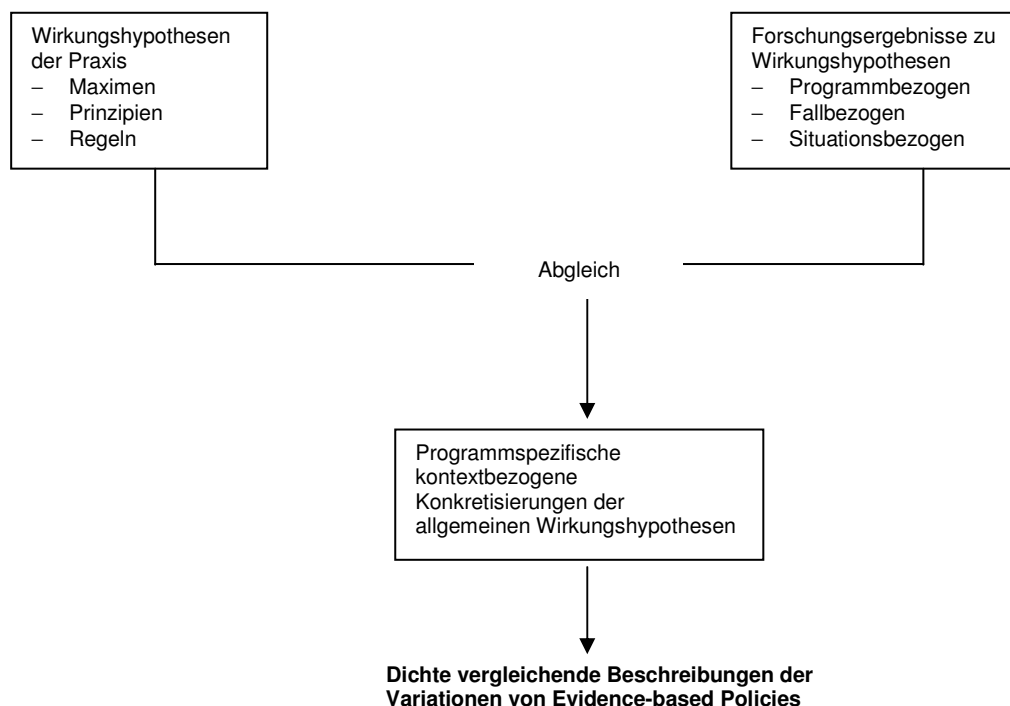 Wirkungshypothesen
der Praxis
– Maximen
– Prinzipien
– Regeln
Forschungsergebnisse zu
Wirkungshypothesen
– Programmbezogen
– Fallbezogen
– Situationsbezogen
Abgleich
Programmspezifische
kontextbezogene
Konkretisierungen der
allgemeinen Wirkungshypothesen
Dichte vergleichende Beschreibungen der
Variationen von Evidence-based Policies